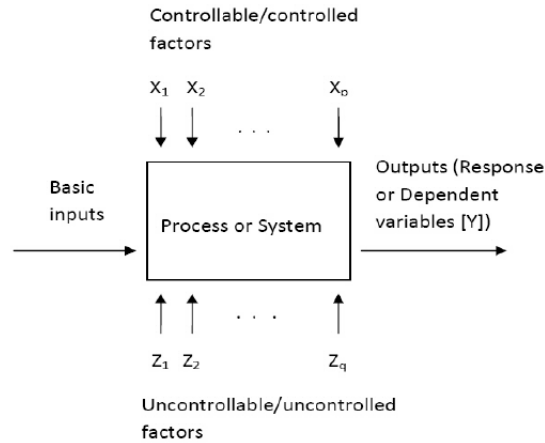 Controllable/controlled
factors
X₁ X₂ Xₚ
. . .
Basic
inputs
Process or System
Outputs (Response
or Dependent
variables [Y])
. . .
Z₁ Z₂ Z_q
Uncontrollable/uncontrolled
factors